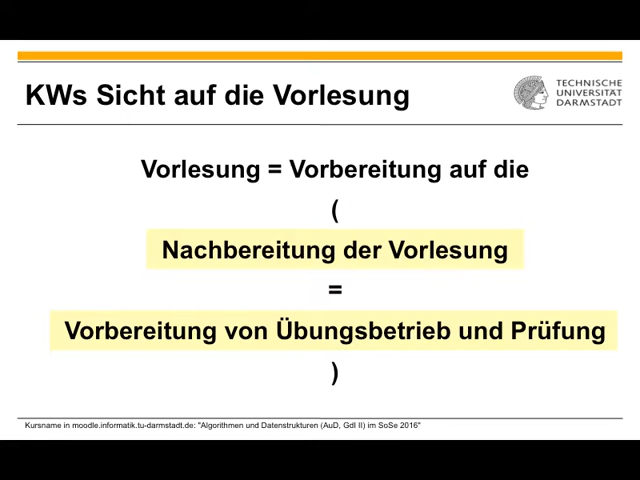 KWs Sicht auf die Vorlesung
TECHNISCHE
UNIVERSITÄT
DARMSTADT
Vorlesung = Vorbereitung auf die
(
Nachbereitung der Vorlesung
=
Vorbereitung von Übungsbetrieb und Prüfung
)
Kursname in moodle.informatik.tu-darmstadt.de: "Algorithmen und Datenstrukturen (AuD, GdI II) im SoSe 2016"